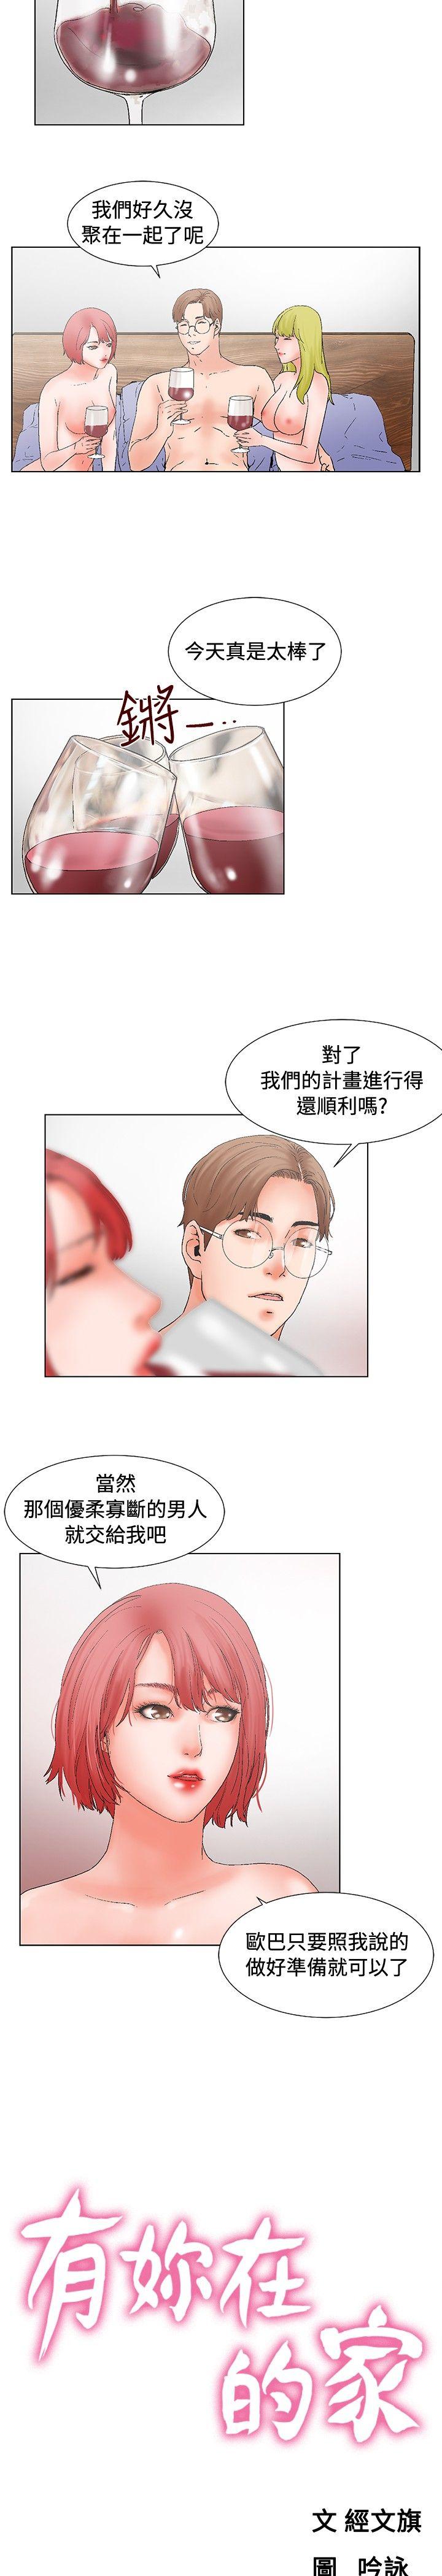 我們好久沒
聚在一起了呢
今天真是太棒了
鏘一...
對了
我們的計畫進行得
還順利嗎?
當然
那個優柔寡斷的男人
就交給我吧
歐巴只要照我說的
做好準備就可以了
有妳在
的家
文 經文旗
圖 吟詠